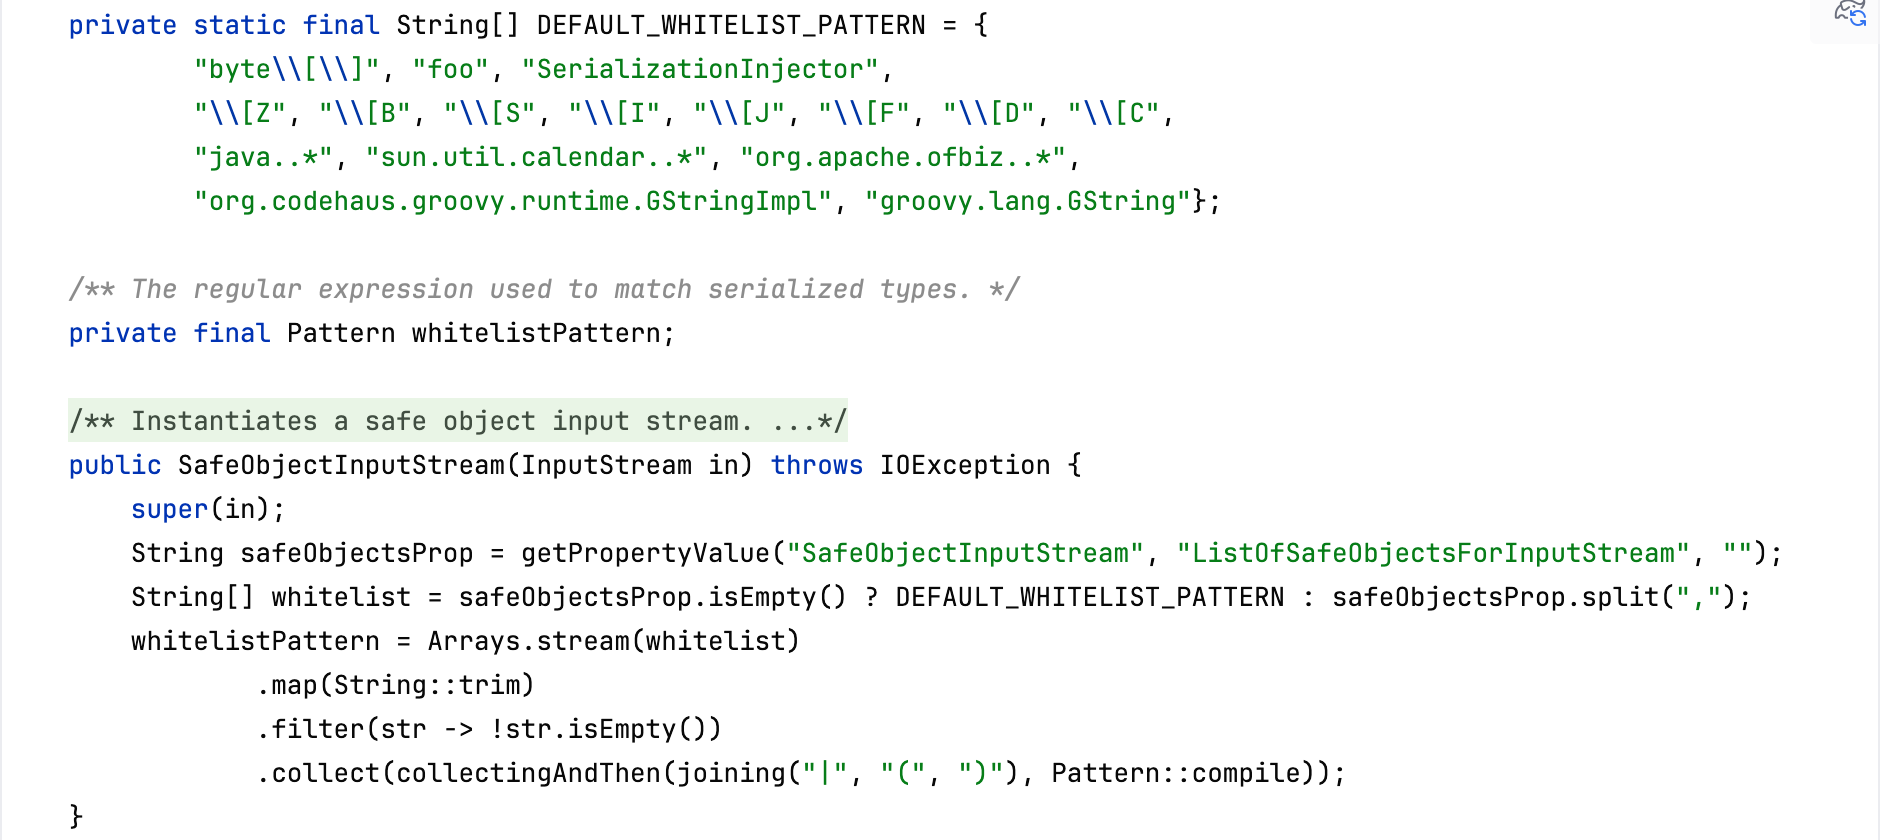 private static final String[] DEFAULT_WHITELIST_PATTERN = {
"byte\\[\\]", "foo", "SerializationInjector",
"\\[Z", "\\[B", "\\[S", "\\[I", "\\[J", "\\[F", "\\[D", "\\[C",
"java..*", "sun.util.calendar..*", "org.apache.ofbiz..*",
"org.codehaus.groovy.runtime.GStringImpl", "groovy.lang.GString"};
/** The regular expression used to match serialized types. */
private final Pattern whitelistPattern;
/** Instantiates a safe object input stream. ...*/
public SafeObjectInputStream(InputStream in) throws IOException {
super(in);
String safeObjectsProp = getPropertyValue("SafeObjectInputStream", "ListOfSafeObjectsForInputStream", "");
String[] whitelist = safeObjectsProp.isEmpty() ? DEFAULT_WHITELIST_PATTERN : safeObjectsProp.split(",");
whitelistPattern = Arrays.stream(whitelist)
.map(String::trim)
.filter(str -> !str.isEmpty())
.collect(collectingAndThen(joining("|", "(", ")"), Pattern::compile));
}